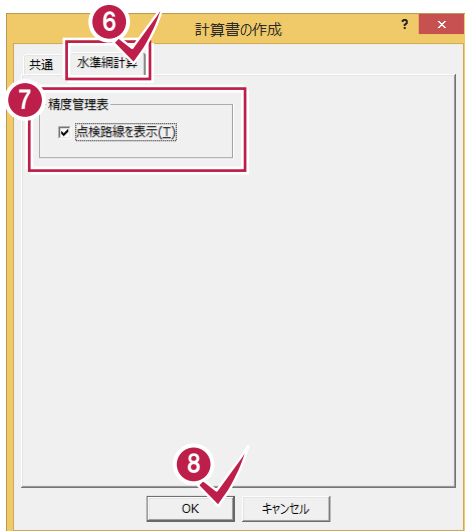 6
計算書の作成
? ×
共通 水準網計算
7
精度管理表
点検路線を表示(T)
8
OK キャンセル